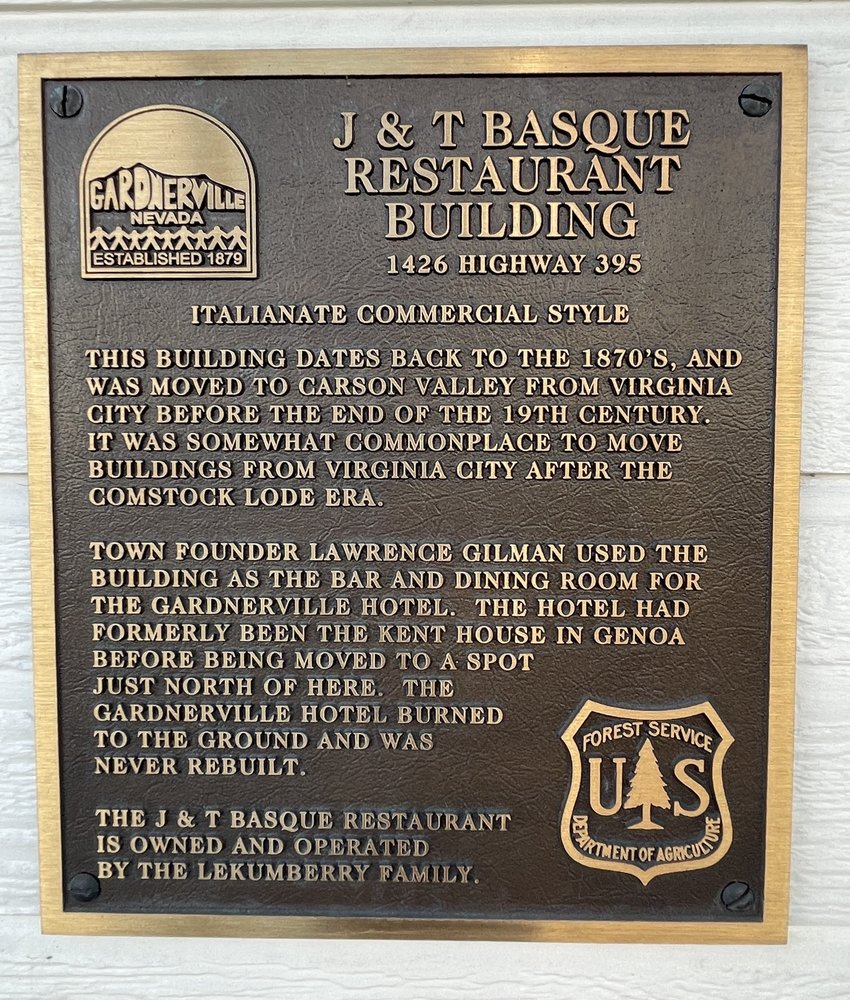 GARDNERVILLE
NEVADA
ESTABLISHED 1879
J & T BASQUE
RESTAURANT
BUILDING
1426 HIGHWAY 395
ITALIANATE COMMERCIAL STYLE
THIS BUILDING DATES BACK TO THE 1870'S, AND
WAS MOVED TO CARSON VALLEY FROM VIRGINIA
CITY BEFORE THE END OF THE 19TH CENTURY.
IT WAS SOMEWHAT COMMONPLACE TO MOVE
BUILDINGS FROM VIRGINIA CITY AFTER THE
COMSTOCK LODE ERA.
TOWN FOUNDER LAWRENCE GILMAN USED THE
BUILDING AS THE BAR AND DINING ROOM FOR
THE GARDNERVILLE HOTEL. THE HOTEL HAD
FORMERLY BEEN THE KENT HOUSE IN GENOA
BEFORE BEING MOVED TO A SPOT
JUST NORTH OF HERE. THE
GARDNERVILLE HOTEL BURNED
TO THE GROUND AND WAS
NEVER REBUILT.
THE J & T BASQUE RESTAURANT
IS OWNED AND OPERATED
BY THE LEKUMBERRY FAMILY.
FOREST SERVICE
U S
DEPARTMENT OF AGRICULTURE